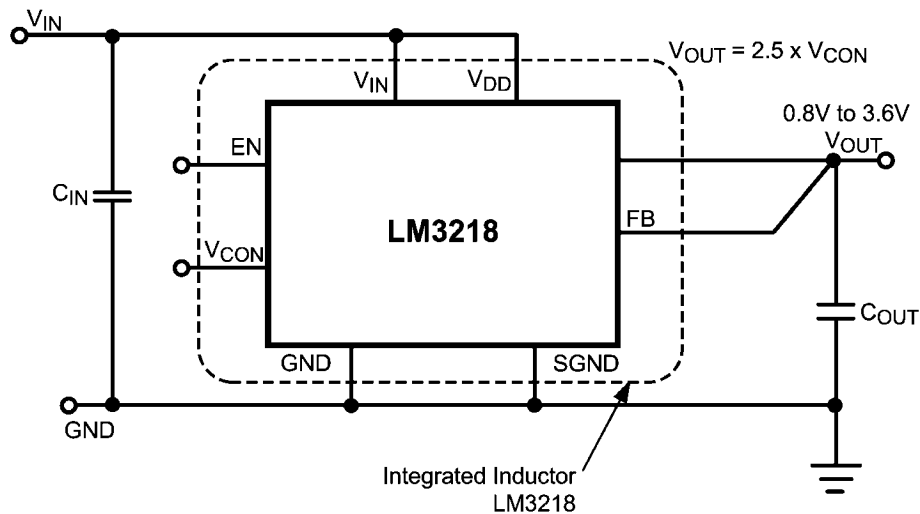 VIN
VOUT = 2.5 x VCON
VIN
VDD
0.8V to 3.6V
VOUT
EN
CIN
FB
LM3218
VCON
COUT
GND
SGND
GND
Integrated Inductor
LM3218